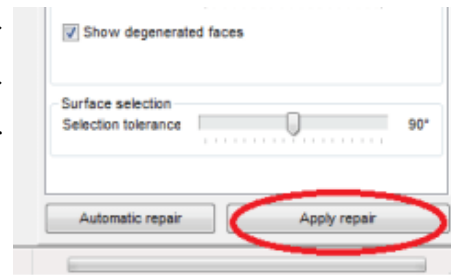 Show degenerated faces
Surface selection
Selection tolerance 90°
Automatic repair Apply repair